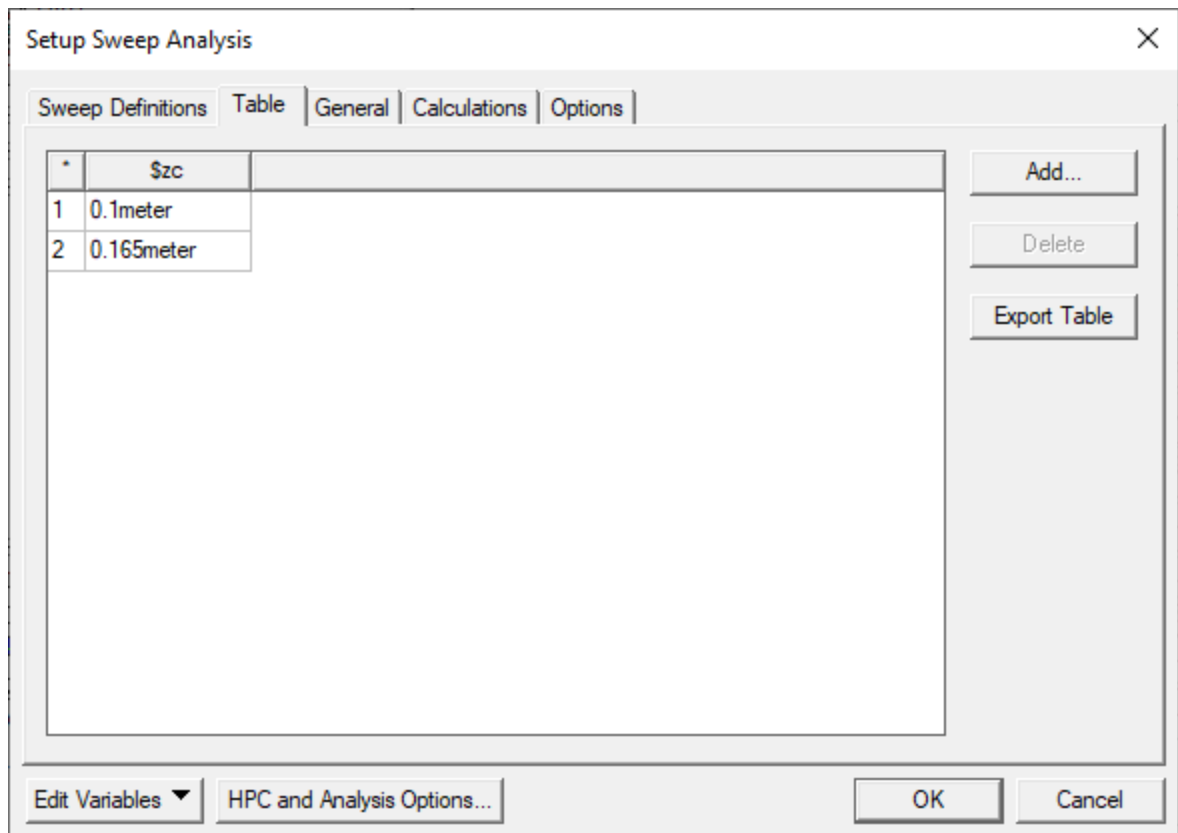 Setup Sweep Analysis
Sweep Definitions Table General Calculations Options
* $zc
1 0.1meter
2 0.165meter
Add...
Delete
Export Table
Edit Variables HPC and Analysis Options... OK Cancel